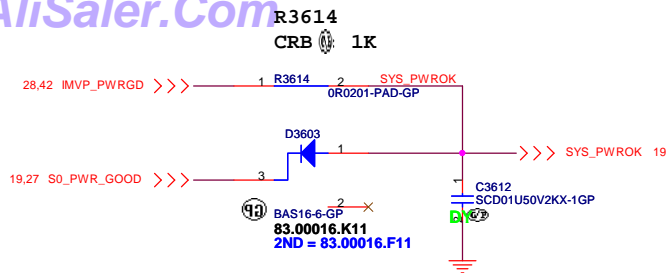 AliSaler.Com
R3614
CRB 1K
28,42 IMVP_PWRGD
1 R3614 2 SYS_PWROK
0R0201-PAD-GP
D3603
1
SYS_PWROK 19
19,27 S0_PWR_GOOD
3
1
C3612
SCD01U50V2KX-1GP
DY
2
BAS16-6-GP
83.00016.K11
2ND = 83.00016.F11